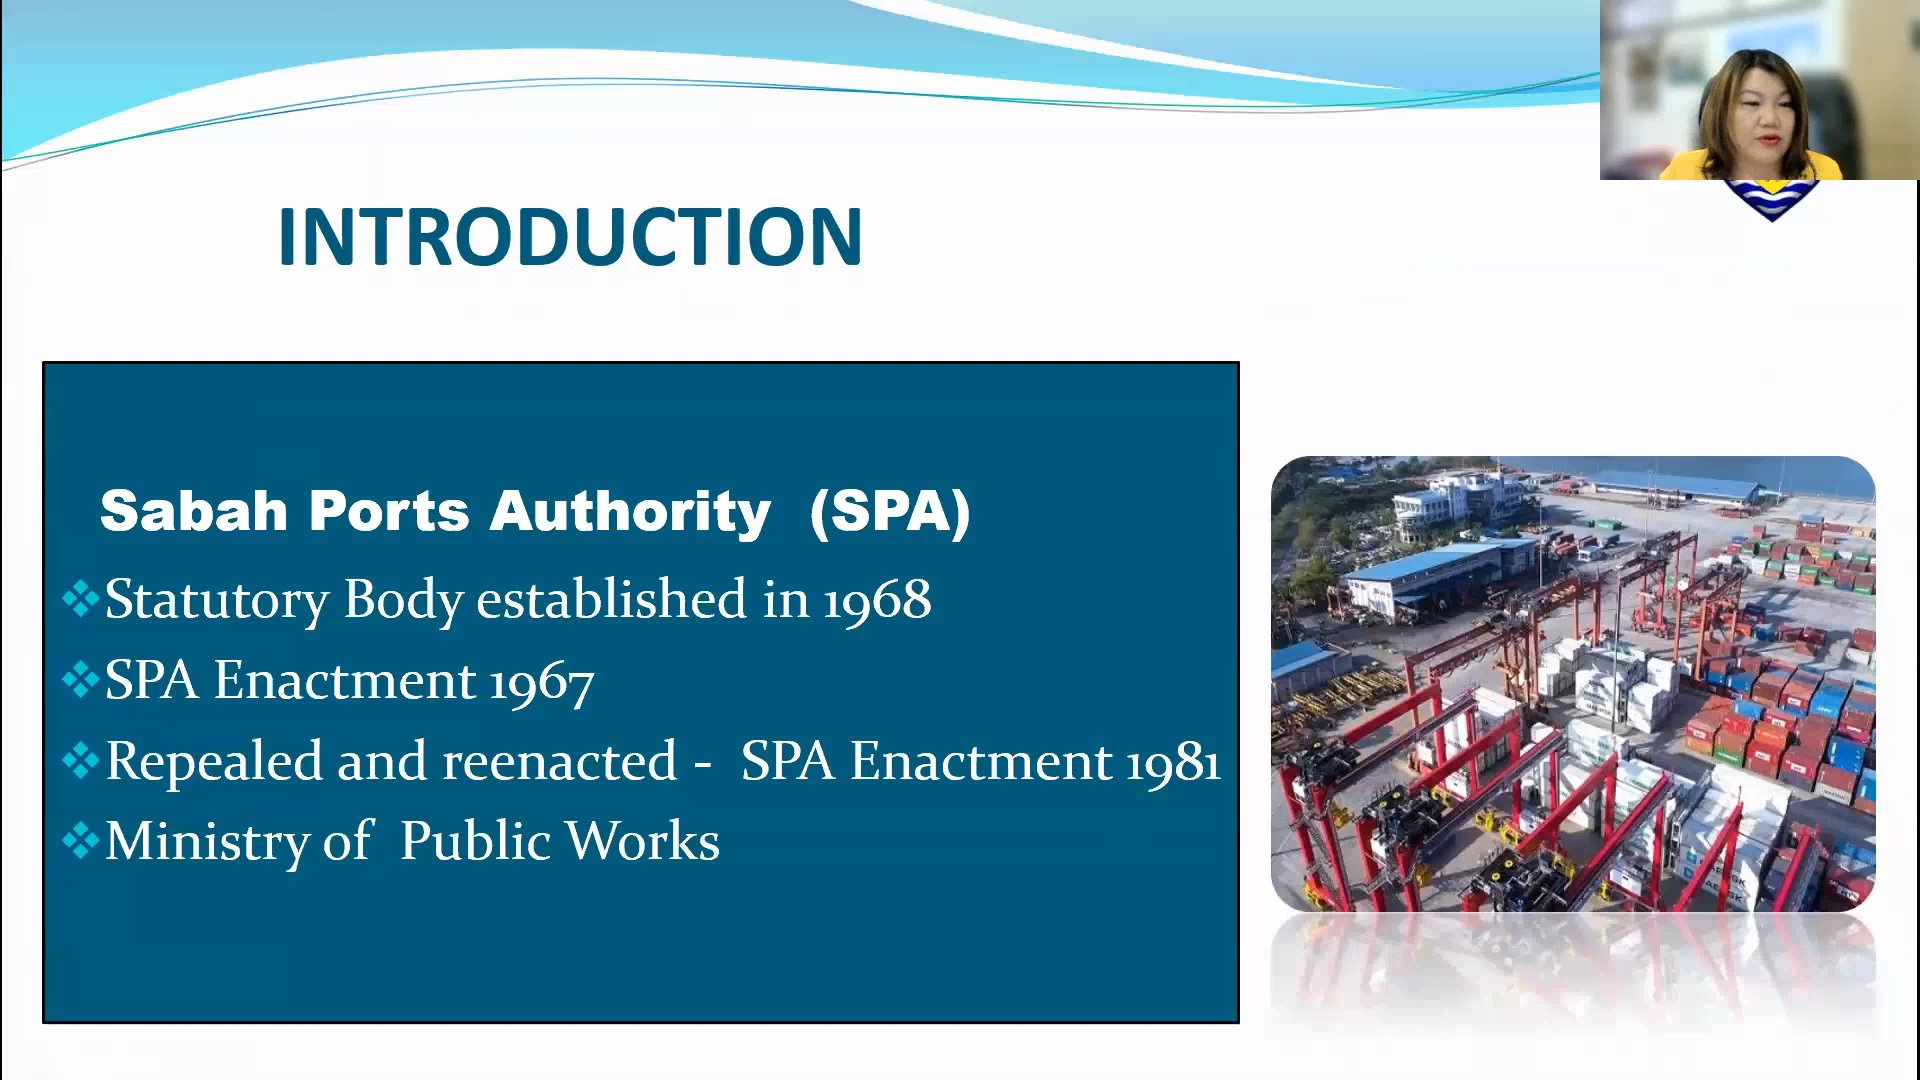 INTRODUCTION
Sabah Ports Authority (SPA)
Statutory Body established in 1968
SPA Enactment 1967
Repealed and reenacted - SPA Enactment 1981
Ministry of Public Works